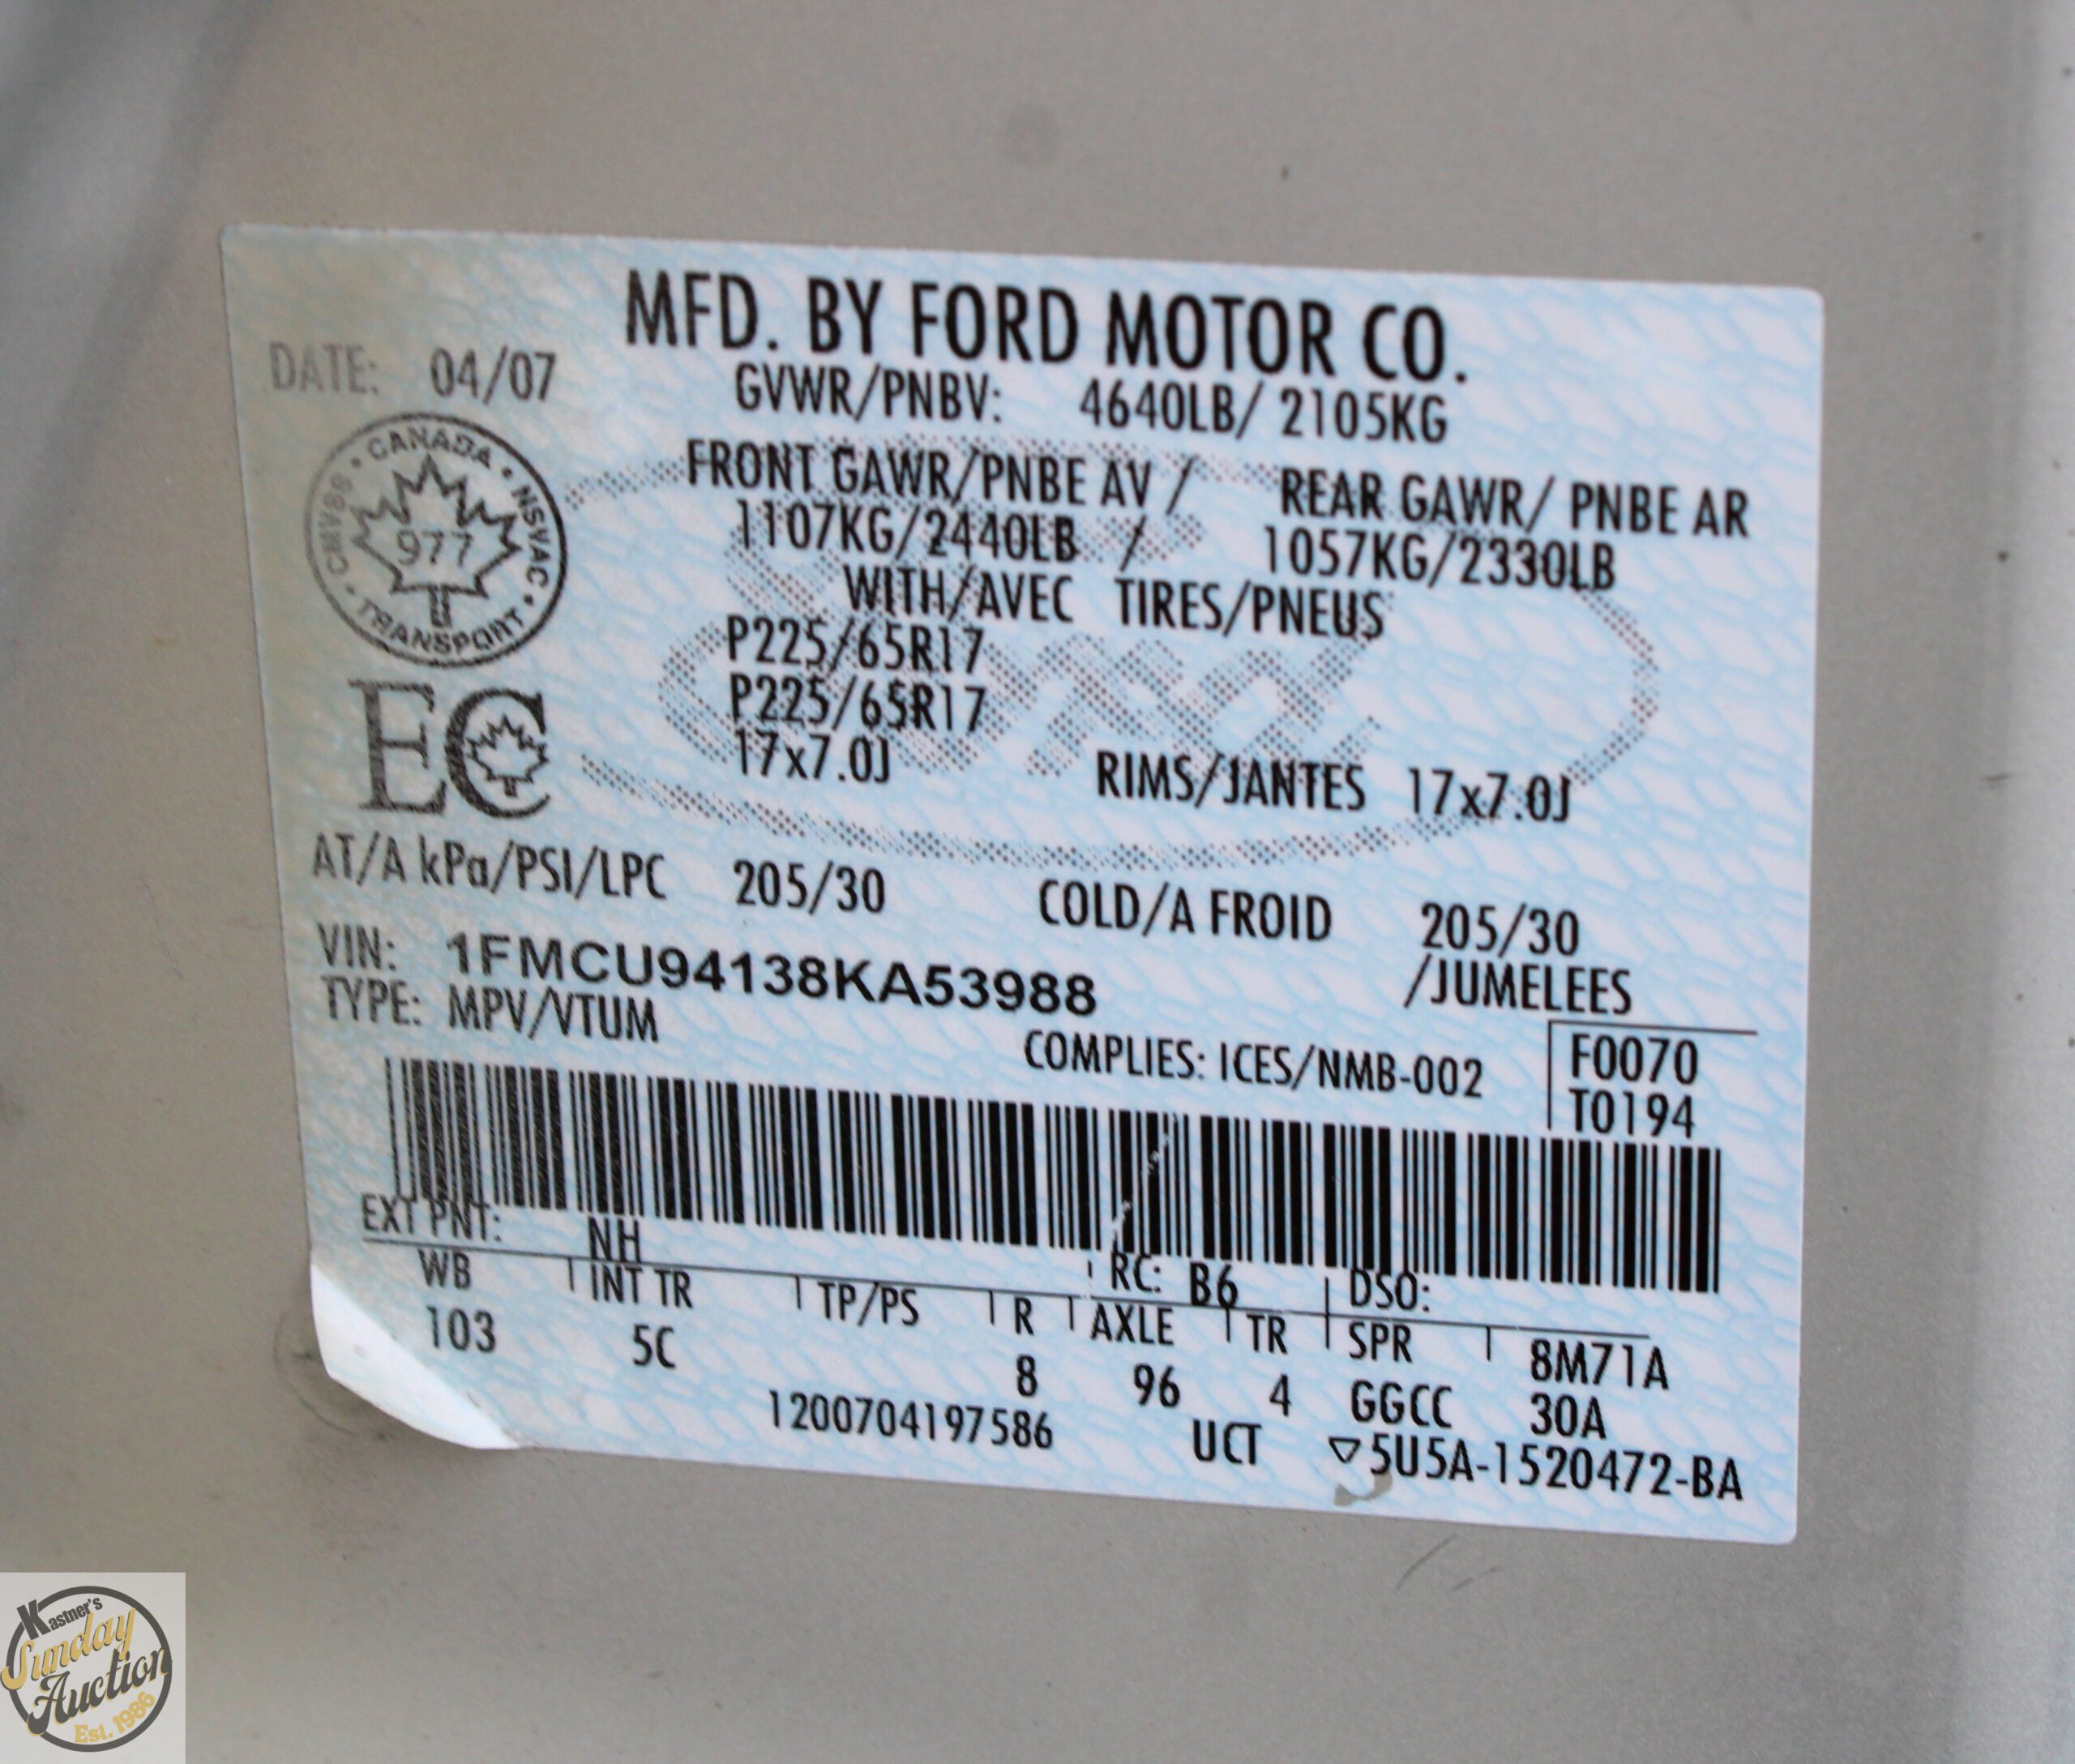 MFD. BY FORD MOTOR CO.
DATE: 04/07
GVWR/PNBV: 4640LB/ 2105KG
FRONT GAWR/PNBE AV / REAR GAWR/ PNBE AR
1107KG/2440LB / 1057KG/2330LB
WITH/AVEC TIRES/PNEUS
P225/65R17
P225/65R17
17x7.0J RIMS/JANTES 17x7.0J
CMVSS • CANADA • NSVAC • TRANSPORT
977
EC
Ford
AT/A kPa/PSI/LPC 205/30 COLD/A FROID 205/30
VIN: 1FMCU94138KA53988 /JUMELEES
TYPE: MPV/VTUM
COMPLIES: ICES/NMB-002
F0070
T0194
EXT PNT: NH RC: B6 DSO:
WB INT TR TP/PS R AXLE TR SPR 8M71A
103 5C 8 96 4 GGCC 30A
1200704197586 UCT ▽5U5A-1520472-BA
Kastner's
Sunday
Auction
Est. 1986